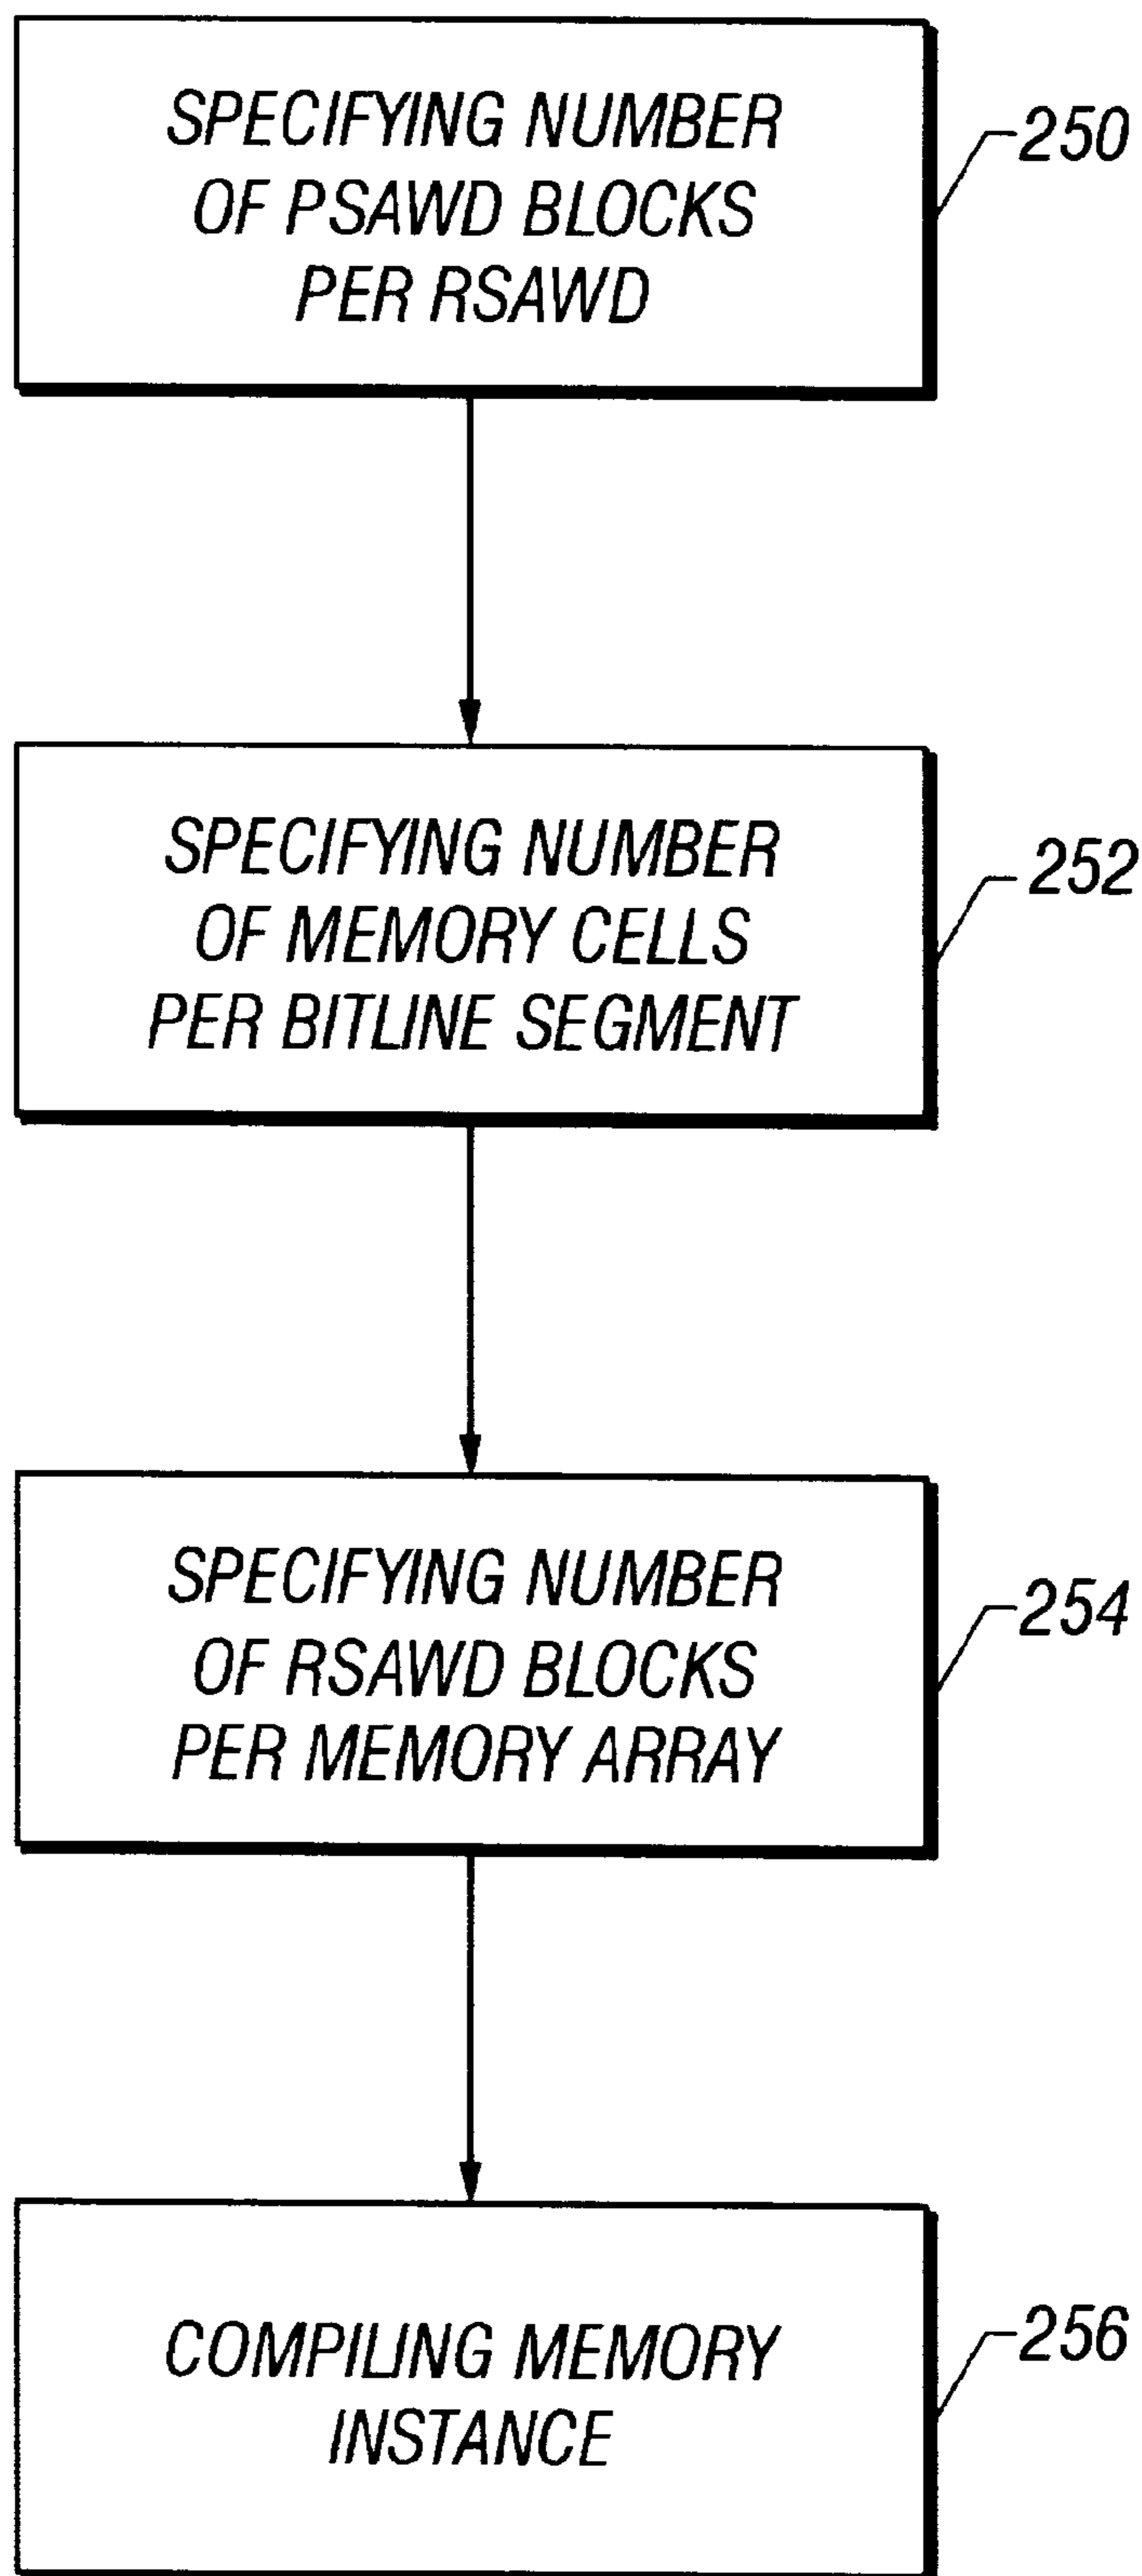 SPECIFYING NUMBER
OF PSAWD BLOCKS
PER RSAWD
250
SPECIFYING NUMBER
OF MEMORY CELLS
PER BITLINE SEGMENT
252
SPECIFYING NUMBER
OF RSAWD BLOCKS
PER MEMORY ARRAY
254
COMPILING MEMORY
INSTANCE
256